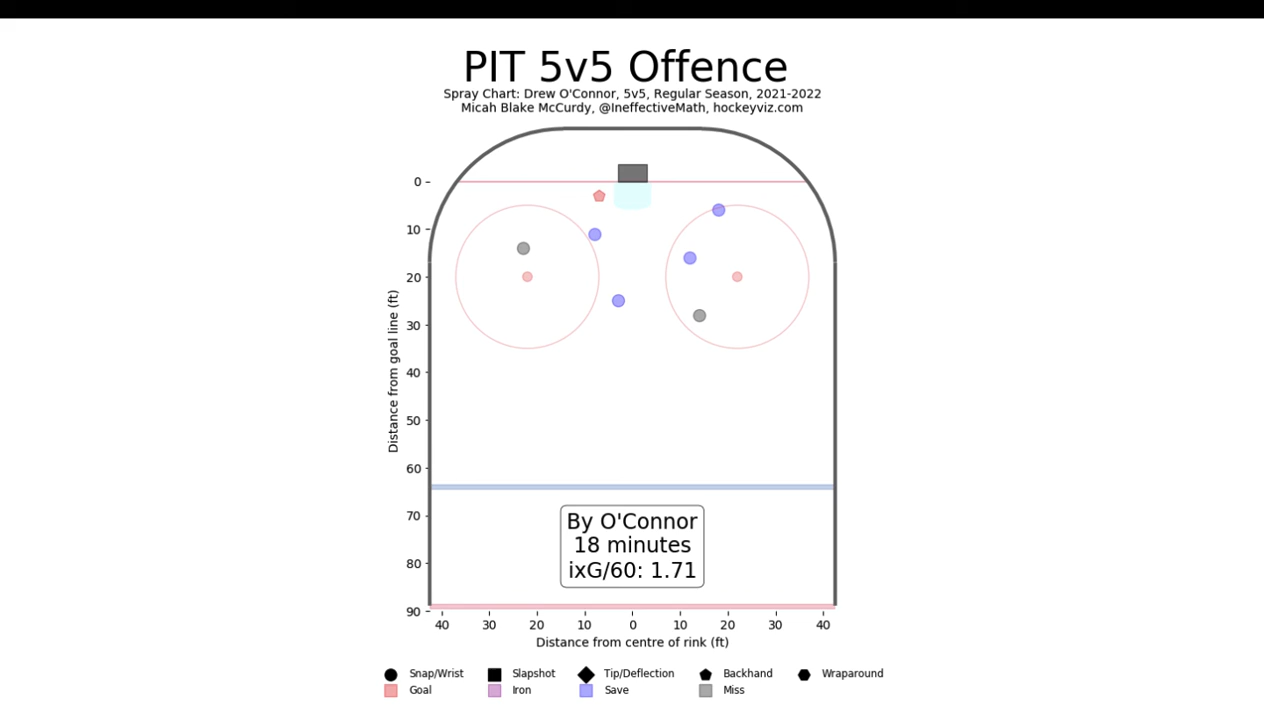 PIT 5v5 Offence
Spray Chart: Drew O'Connor, 5v5, Regular Season, 2021-2022
Micah Blake McCurdy, @IneffectiveMath, hockeyviz.com
Distance from goal line (ft)
0
10
20
30
40
50
60
70
80
90
By O'Connor
18 minutes
ixG/60: 1.71
40 30 20 10 0 10 20 30 40
Distance from centre of rink (ft)
Snap/Wrist Slapshot Tip/Deflection Backhand Wraparound
Goal Iron Save Miss